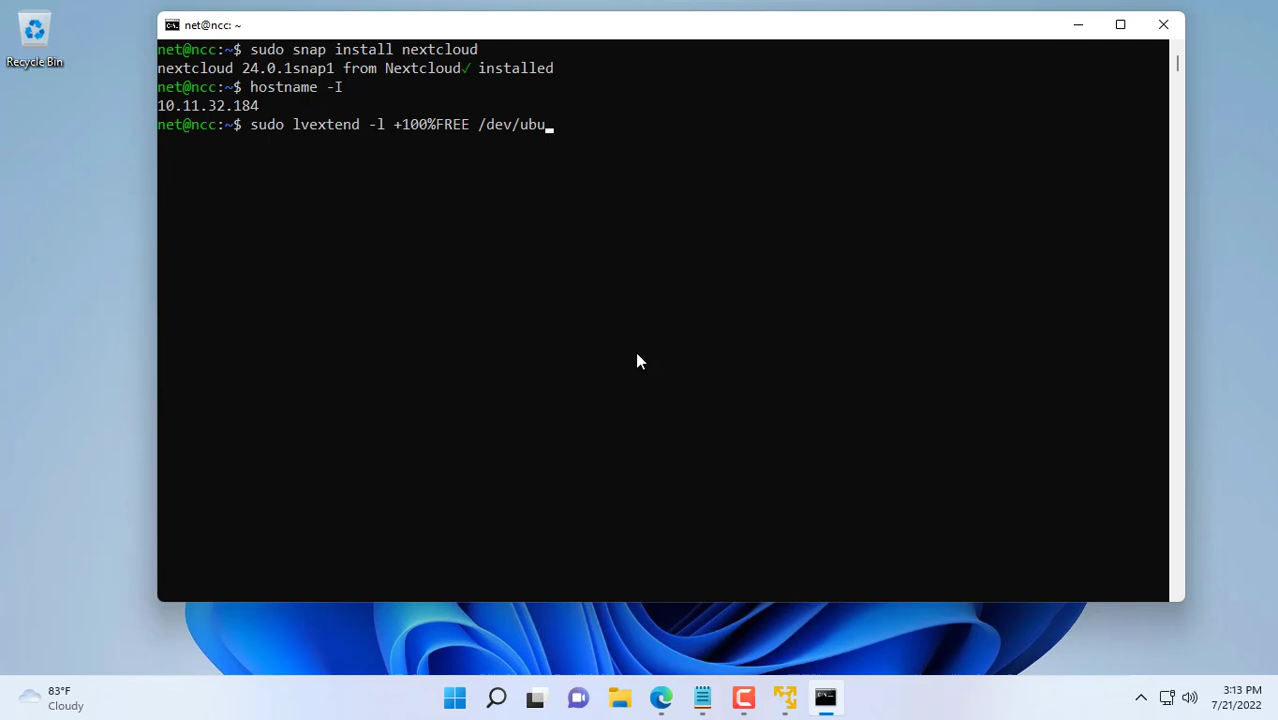 Recycle Bin
net@ncc: ~
net@ncc:~$ sudo snap install nextcloud
nextcloud 24.0.1snap1 from Nextcloud✓ installed
net@ncc:~$ hostname -I
10.11.32.184
net@ncc:~$ sudo lvextend -l +100%FREE /dev/ubu_
83°F
Cloudy
3:13 PM
7/21/2022